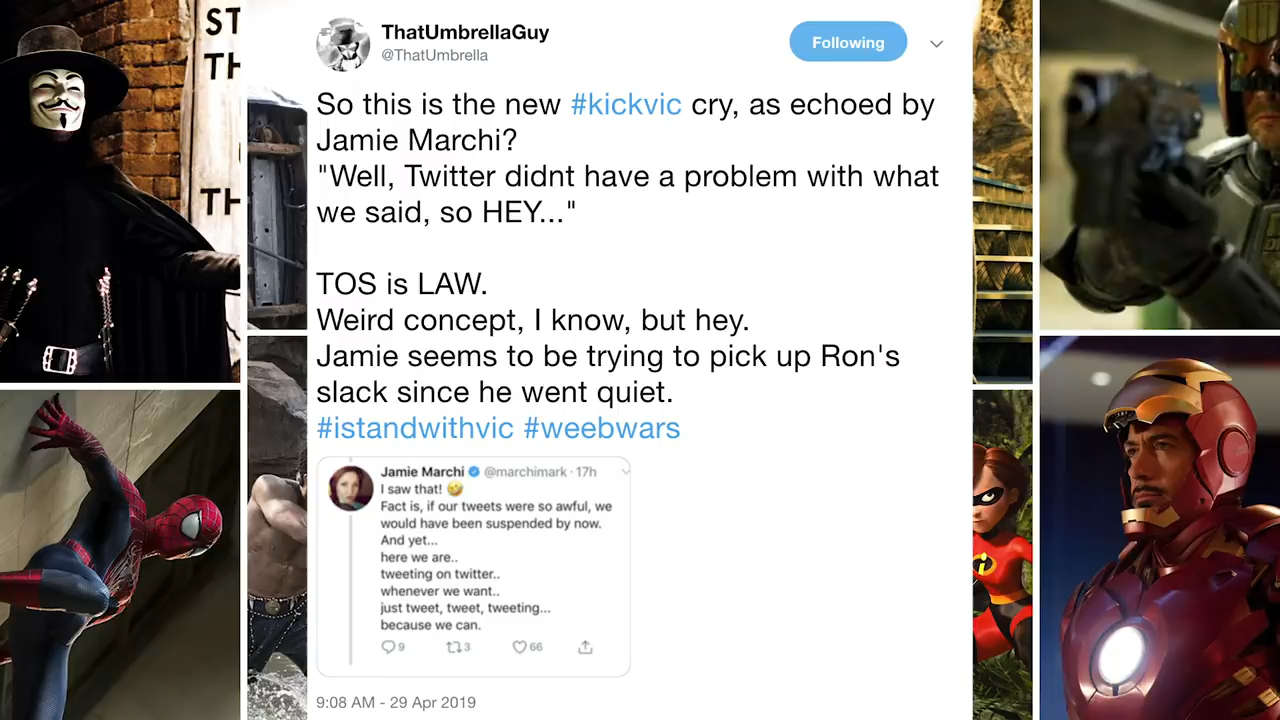 ST
TH
TH
ThatUmbrellaGuy
@ThatUmbrella
Following
So this is the new #kickvic cry, as echoed by
Jamie Marchi?
"Well, Twitter didnt have a problem with what
we said, so HEY..."
TOS is LAW.
Weird concept, I know, but hey.
Jamie seems to be trying to pick up Ron's
slack since he went quiet.
#istandwithvic #weebwars
Jamie Marchi @marchimark · 17h
I saw that! 🤣
Fact is, if our tweets were so awful, we
would have been suspended by now.
And yet...
here we are..
tweeting on twitter..
whenever we want..
just tweet, tweet, tweeting...
because we can.
9 3 66
9:08 AM - 29 Apr 2019